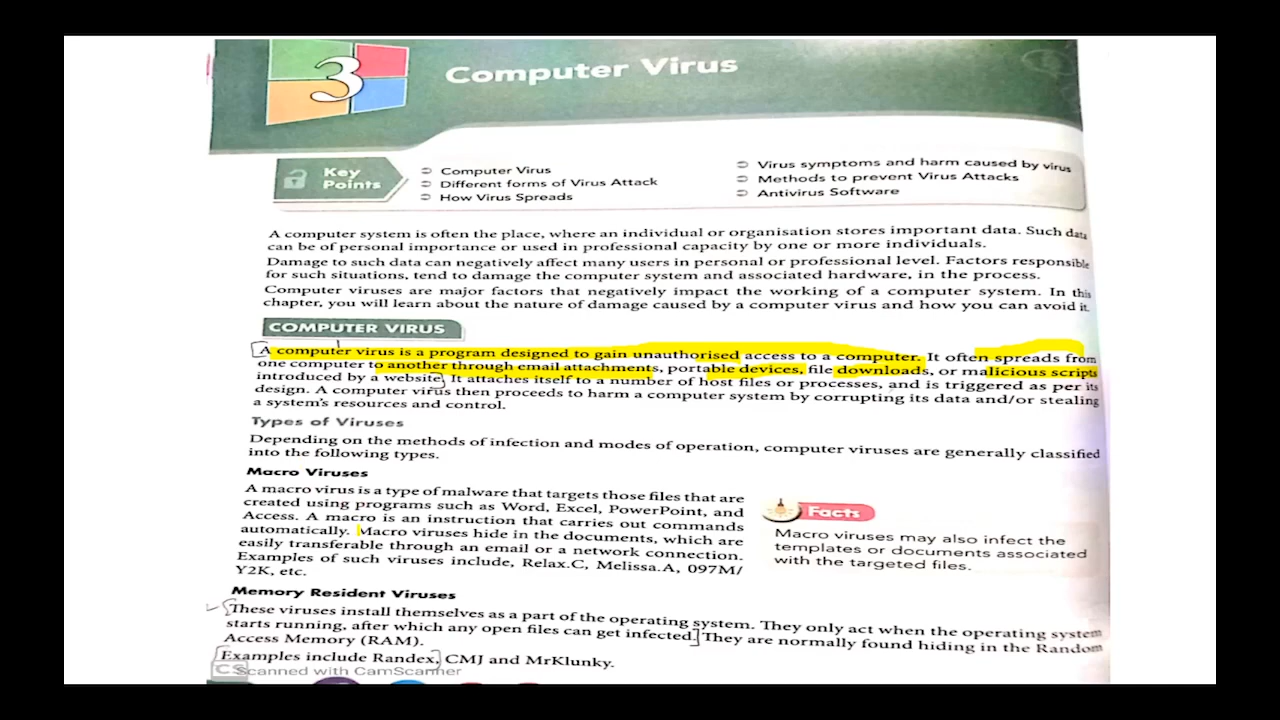 3
Computer Virus
Key
Points
Computer Virus
Different forms of Virus Attack
How Virus Spreads
Virus symptoms and harm caused by virus
Methods to prevent Virus Attacks
Antivirus Software
A computer system is often the place, where an individual or organisation stores important data. Such data
can be of personal importance or used in professional capacity by one or more individuals.
Damage to such data can negatively affect many users in personal or professional level. Factors responsible
for such situations, tend to damage the computer system and associated hardware, in the process.
Computer viruses are major factors that negatively impact the working of a computer system. In this
chapter, you will learn about the nature of damage caused by a computer virus and how you can avoid it.
COMPUTER VIRUS
A computer virus is a program designed to gain unauthorised access to a computer. It often spreads from
one computer to another through email attachments, portable devices, file downloads, or malicious scripts
introduced by a website. It attaches itself to a number of host files or processes, and is triggered as per its
design. A computer virus then proceeds to harm a computer system by corrupting its data and/or stealing
a system's resources and control.
Types of Viruses
Depending on the methods of infection and modes of operation, computer viruses are generally classified
into the following types.
Macro Viruses
A macro virus is a type of malware that targets those files that are
created using programs such as Word, Excel, PowerPoint, and
Access. A macro is an instruction that carries out commands
automatically. Macro viruses hide in the documents, which are
easily transferable through an email or a network connection.
Examples of such viruses include, Relax.C, Melissa.A, 097M/
Y2K, etc.
Facts
Macro viruses may also infect the
templates or documents associated
with the targeted files.
Memory Resident Viruses
These viruses install themselves as a part of the operating system. They only act when the operating system
starts running, after which any open files can get infected. They are normally found hiding in the Random
Access Memory (RAM).
Examples include Randex, CMJ and MrKlunky.
CS Scanned with CamScanner